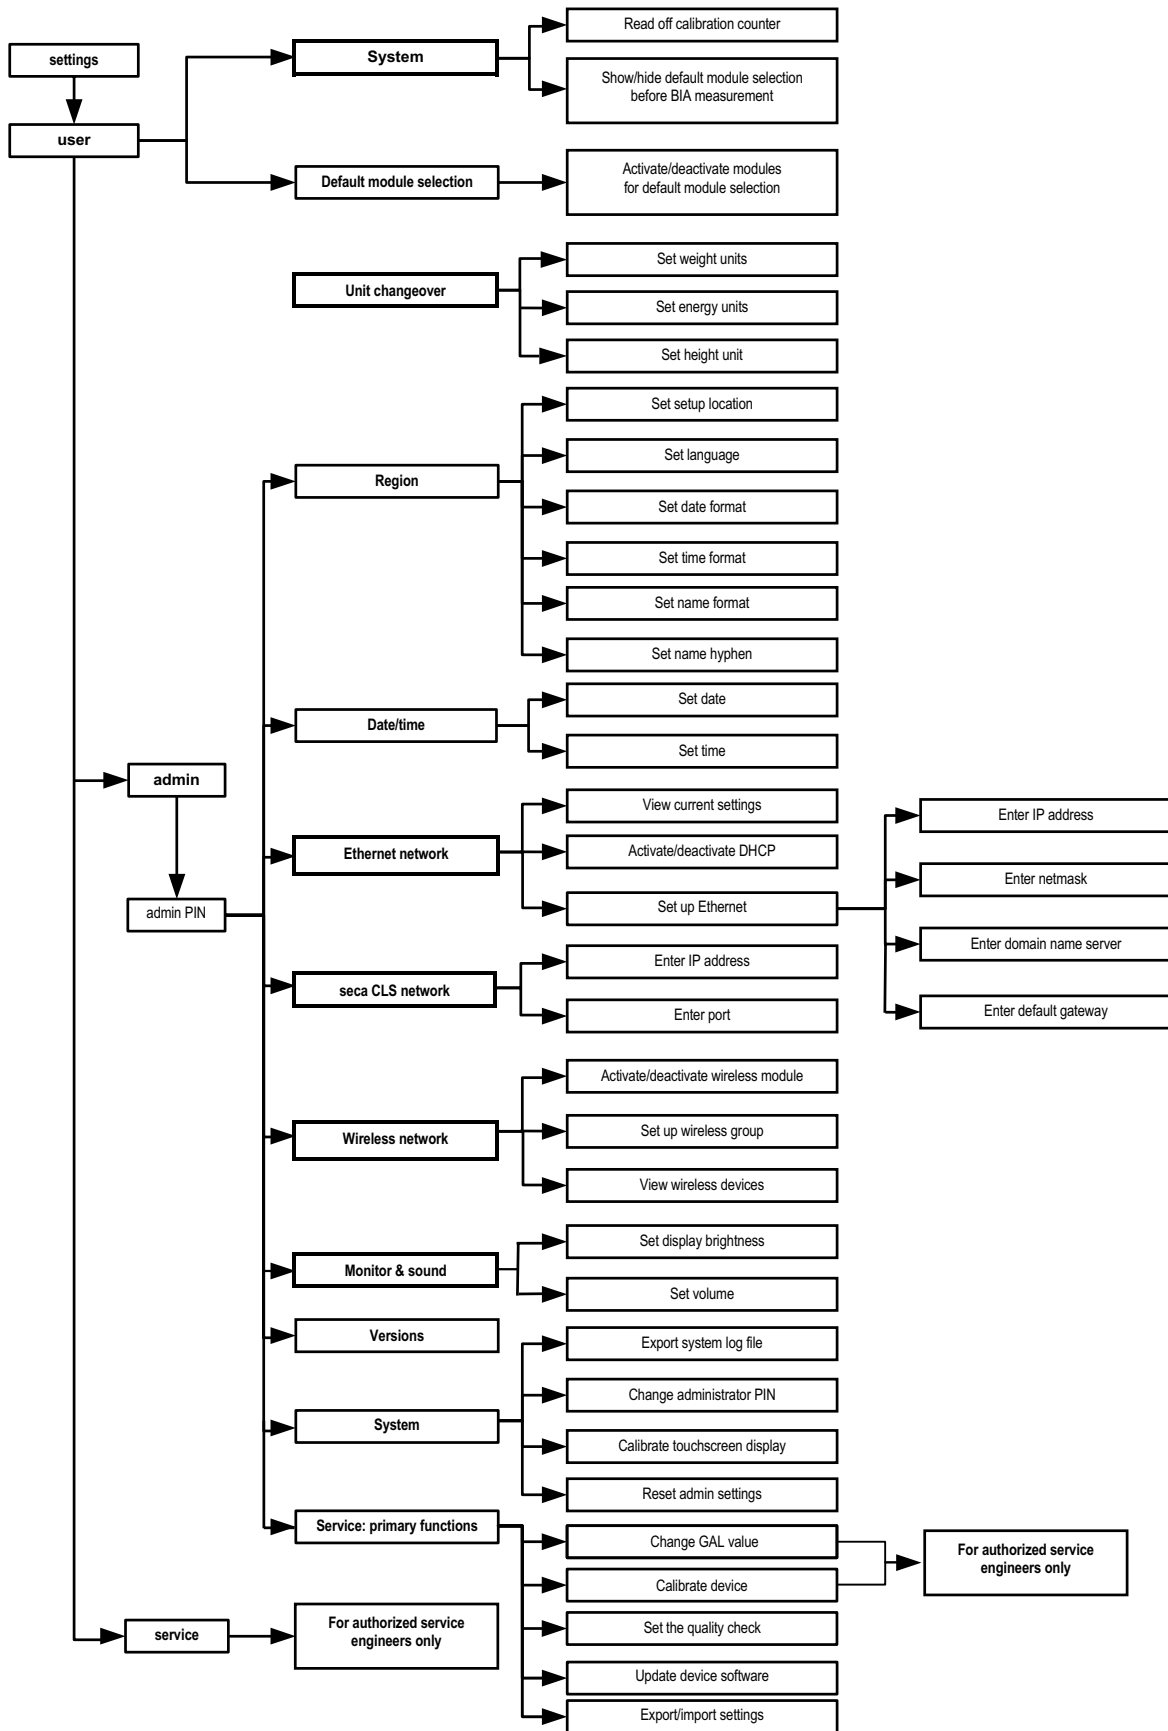 settings
user
System
Read off calibration counter
Show/hide default module selection
before BIA measurement
Default module selection
Activate/deactivate modules
for default module selection
Unit changeover
Set weight units
Set energy units
Set height unit
Region
Set setup location
Set language
Set date format
Set time format
Set name format
Set name hyphen
Date/time
Set date
Set time
admin
admin PIN
Ethernet network
View current settings
Activate/deactivate DHCP
Set up Ethernet
Enter IP address
Enter netmask
Enter domain name server
Enter default gateway
seca CLS network
Enter IP address
Enter port
Wireless network
Activate/deactivate wireless module
Set up wireless group
View wireless devices
Monitor & sound
Set display brightness
Set volume
Versions
System
Export system log file
Change administrator PIN
Calibrate touchscreen display
Reset admin settings
Service: primary functions
Change GAL value
Calibrate device
For authorized service
engineers only
Set the quality check
Update device software
Export/import settings
service
For authorized service
engineers only